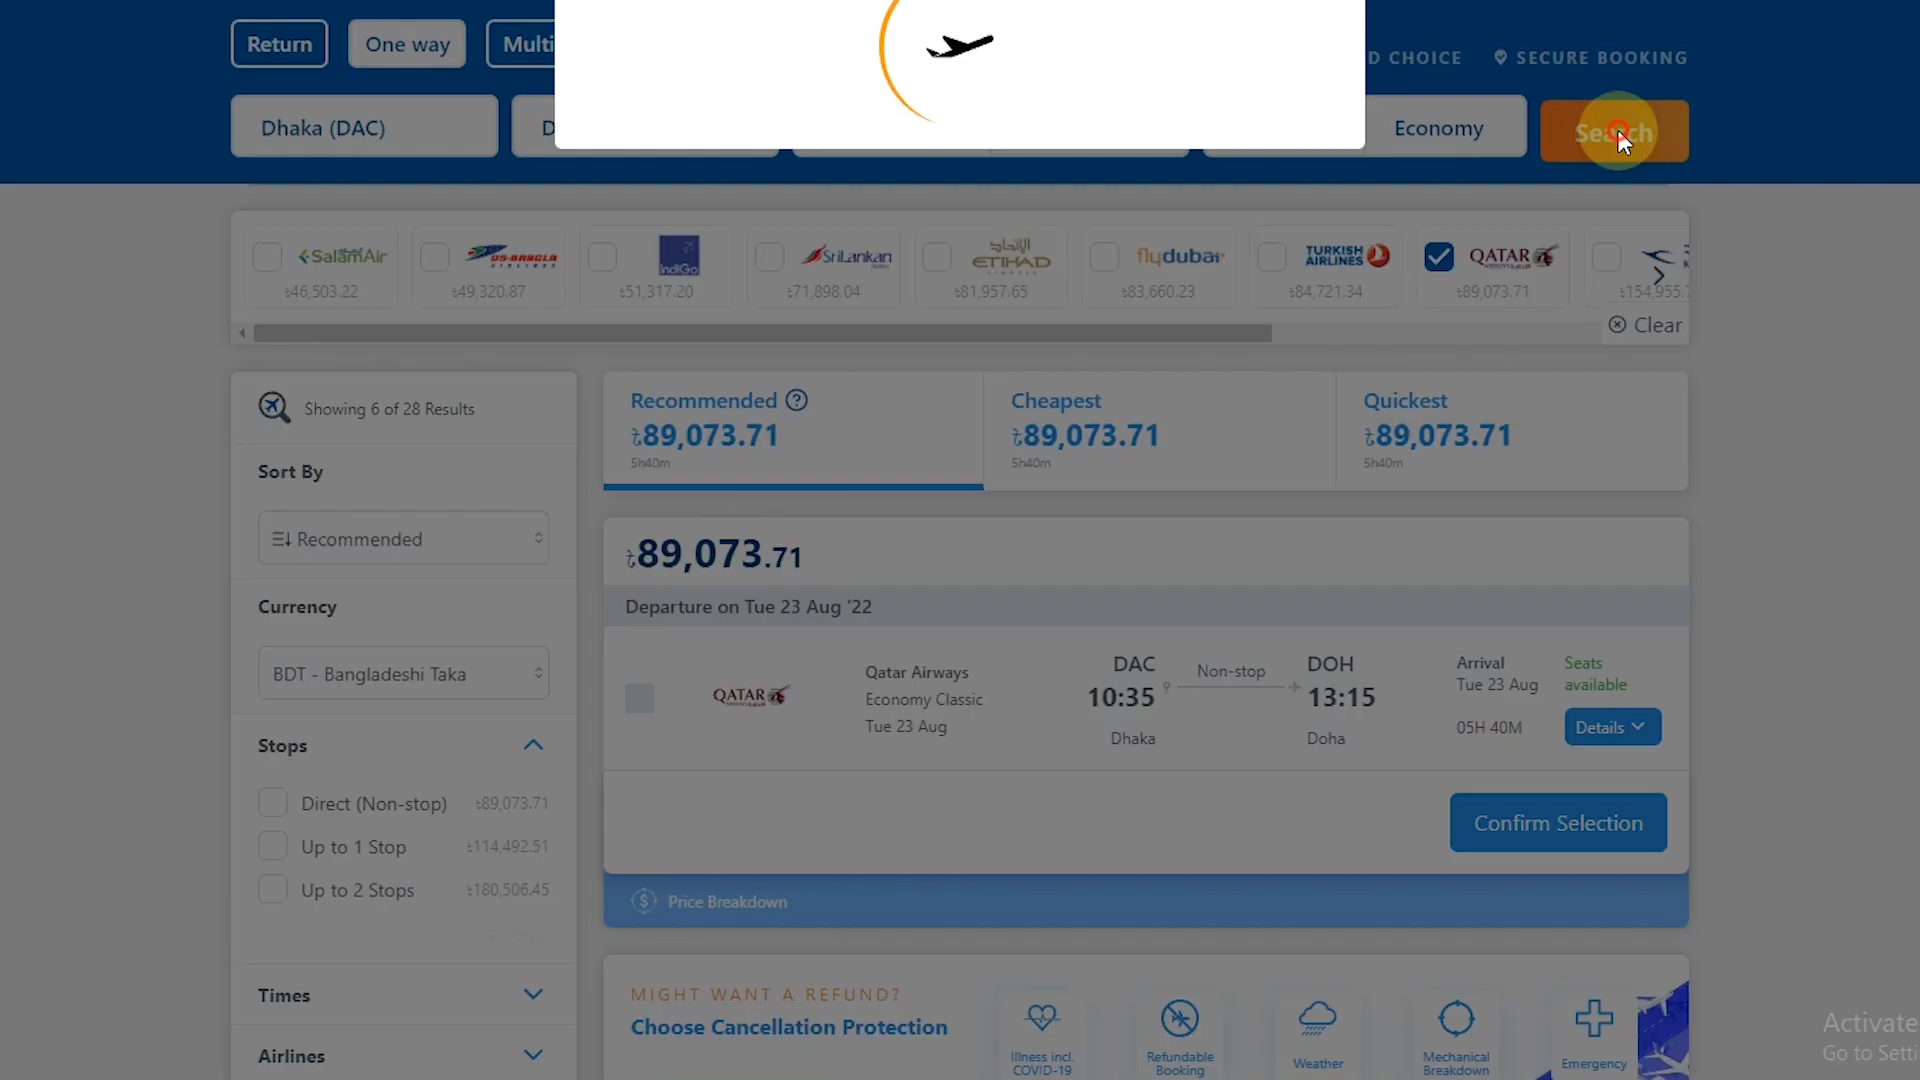 Return
One way
Multi
D CHOICE
SECURE BOOKING
Dhaka (DAC)
D
Economy
Search
SalamAir
US-BANGLA AIRLINES
IndiGo
SriLankan Airlines
الإتحاد ETIHAD AIRWAYS
flydubai
TURKISH AIRLINES
QATAR AIRWAYS
৳46,503.22
৳49,320.87
৳51,317.20
৳71,898.04
৳81,957.65
৳83,660.23
৳84,721.34
৳89,073.71
৳154,955.7
Clear
Showing 6 of 28 Results
Sort By
Recommended
Currency
BDT - Bangladeshi Taka
Stops
Direct (Non-stop) ৳89,073.71
Up to 1 Stop ৳114,492.51
Up to 2 Stops ৳180,506.45
Times
Airlines
Recommended ?
৳89,073.71
5h40m
Cheapest
৳89,073.71
5h40m
Quickest
৳89,073.71
5h40m
৳89,073.71
Departure on Tue 23 Aug '22
QATAR
Qatar Airways
Economy Classic
Tue 23 Aug
DAC
10:35
Dhaka
Non-stop
DOH
13:15
Doha
Arrival
Tue 23 Aug
05H 40M
Seats
available
Details
Confirm Selection
$ Price Breakdown
MIGHT WANT A REFUND?
Choose Cancellation Protection
Illness incl.
COVID-19
Refundable
Booking
Weather
Mechanical
Breakdown
Emergency
Activate
Go to Setti